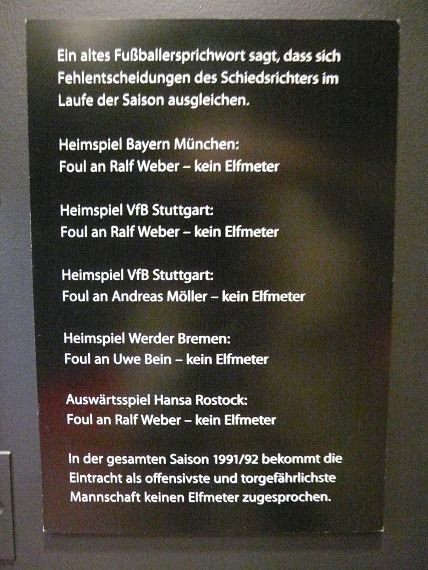 Ein altes Fußballersprichwort sagt, dass sich
Fehlentscheidungen des Schiedsrichters im
Laufe der Saison ausgleichen.
Heimspiel Bayern München:
Foul an Ralf Weber – kein Elfmeter
Heimspiel VfB Stuttgart:
Foul an Ralf Weber – kein Elfmeter
Heimspiel VfB Stuttgart:
Foul an Andreas Möller – kein Elfmeter
Heimspiel Werder Bremen:
Foul an Uwe Bein – kein Elfmeter
Auswärtsspiel Hansa Rostock:
Foul an Ralf Weber – kein Elfmeter
In der gesamten Saison 1991/92 bekommt die
Eintracht als offensivste und torgefährlichste
Mannschaft keinen Elfmeter zugesprochen.